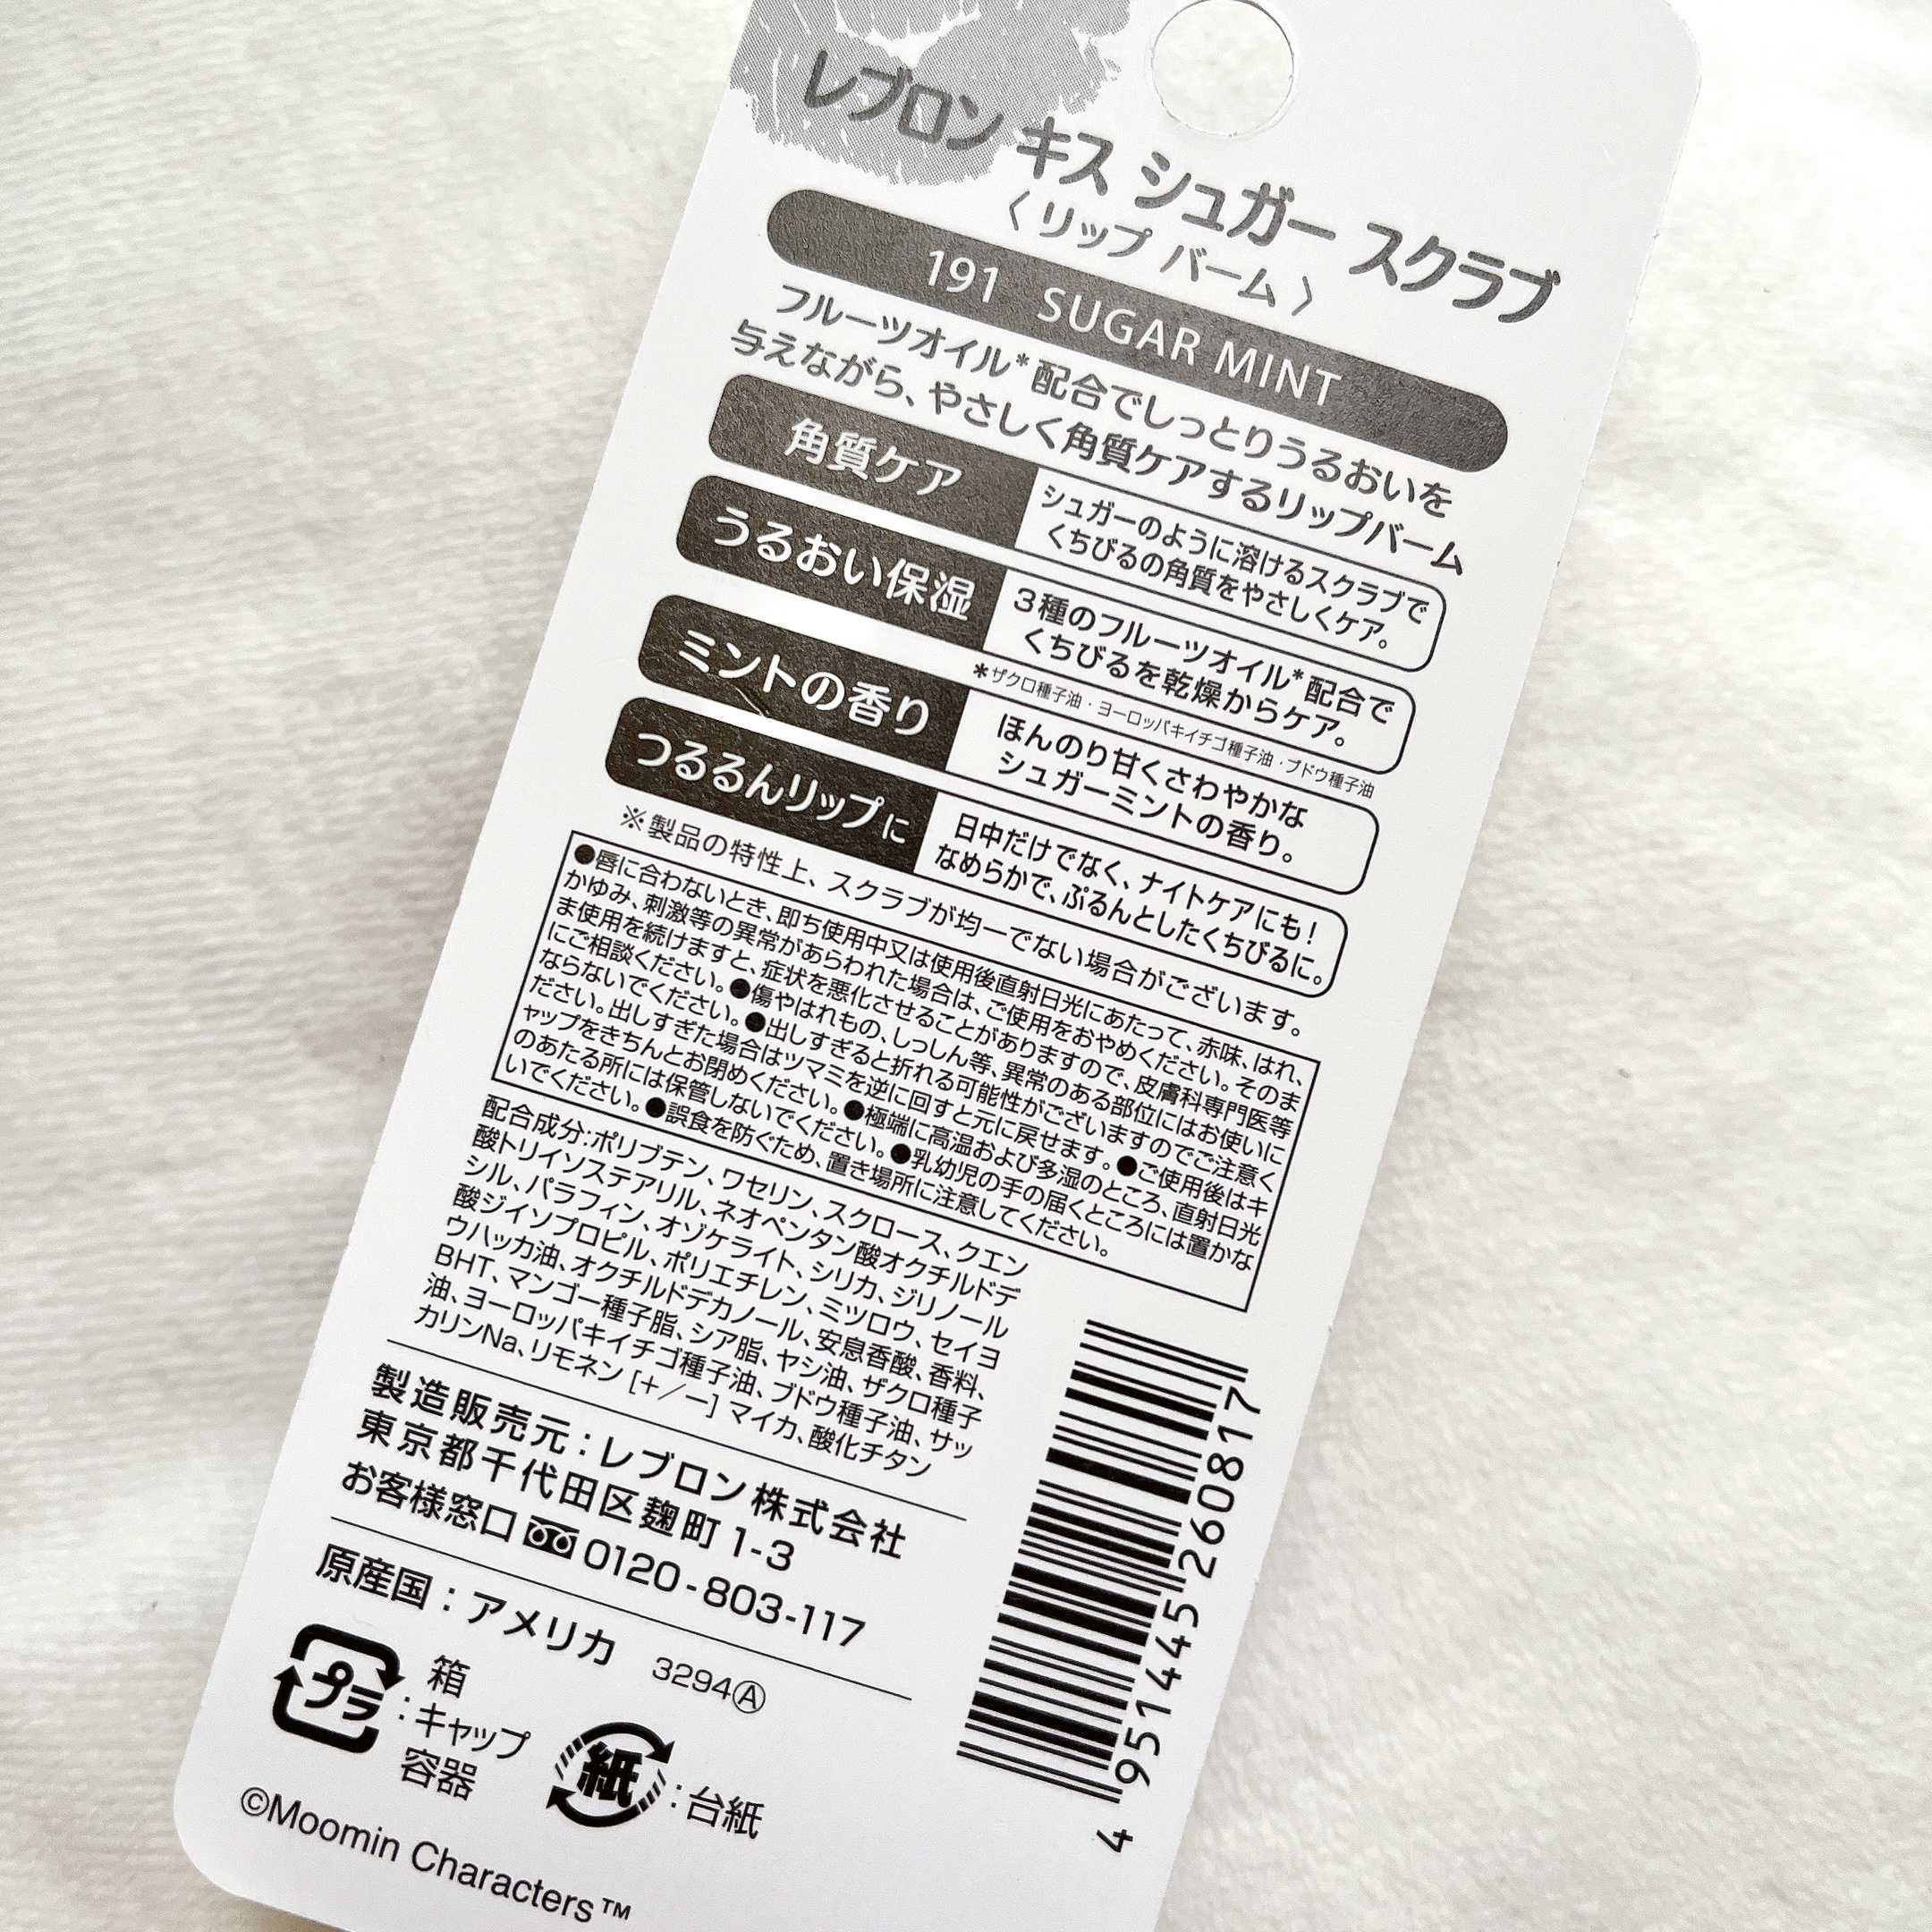 レブロン キス シュガー スクラブ
〈リップ バーム〉
191 SUGAR MINT
フルーツオイル*配合でしっとりうるおいを
与えながら、やさしく角質ケアするリップバーム
角質ケア
シュガーのように溶けるスクラブで
くちびるの角質をやさしくケア。
うるおい保湿
3種のフルーツオイル*配合で
くちびるを乾燥からケア。
*ザクロ種子油・ヨーロッパキイチゴ種子油・ブドウ種子油
ミントの香り
ほんのり甘くさわやかな
シュガーミントの香り。
つるるんリップに
日中だけでなく、ナイトケアにも!
なめらかで、ぷるんとしたくちびるに。
※製品の特性上、スクラブが均一でない場合がございます。
●唇に合わないとき、即ち使用中又は使用後直射日光にあたって、赤味、はれ、
かゆみ、刺激等の異常があらわれた場合は、ご使用をおやめください。そのま
ま使用を続けますと、症状を悪化させることがありますので、皮膚科専門医等
にご相談ください。●傷やはれもの、しっしん等、異常のある部位にはお使いに
ならないでください。●出しすぎると折れる可能性がございますのでご注意く
ださい。出しすぎた場合はツマミを逆に回すと元に戻せます。●ご使用後はキ
ャップをきちんとお閉めください。●極端に高温および多湿のところ、直射日光
のあたる所には保管しないでください。●乳幼児の手の届くところには置かな
いでください。●誤食を防ぐため、置き場所に注意してください。
配合成分:ポリブテン、ワセリン、スクロース、クエン
酸トリイソステアリル、ネオペンタン酸オクチルドデ
シル、パラフィン、オゾケライト、シリカ、ジリノール
酸ジイソプロピル、ポリエチレン、ミツロウ、セイヨ
ウハッカ油、オクチルドデカノール、安息香酸、香料、
BHT、マンゴー種子脂、シア脂、ヤシ油、ザクロ種子
油、ヨーロッパキイチゴ種子油、ブドウ種子油、サッ
カリンNa、リモネン [+/-] マイカ、酸化チタン
製造販売元:レブロン株式会社
東京都千代田区麹町 1-3
お客様窓口 0120-803-117
原産国:アメリカ 3294Ⓐ
プラ
箱
:キャップ
容器
紙
:台紙
4 951445 260817
©Moomin Characters™